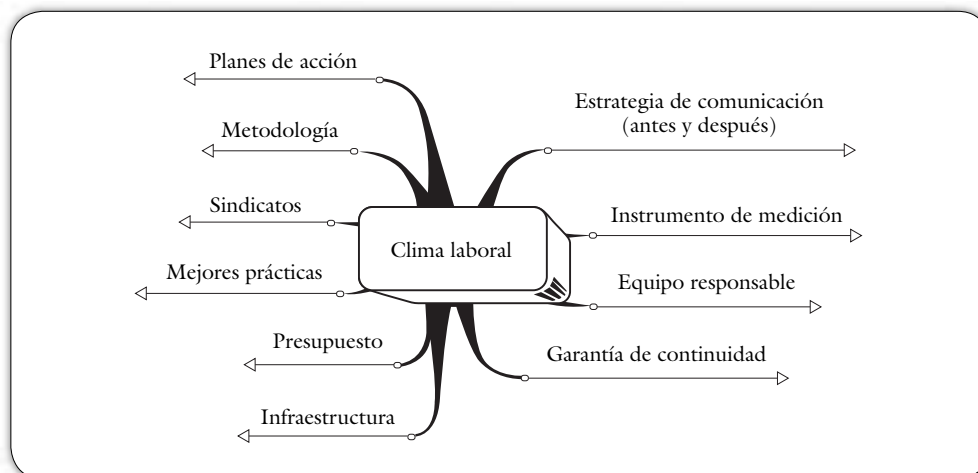 Planes de acción
Metodología
Sindicatos
Mejores prácticas
Presupuesto
Infraestructura
Clima laboral
Estrategia de comunicación
(antes y después)
Instrumento de medición
Equipo responsable
Garantía de continuidad